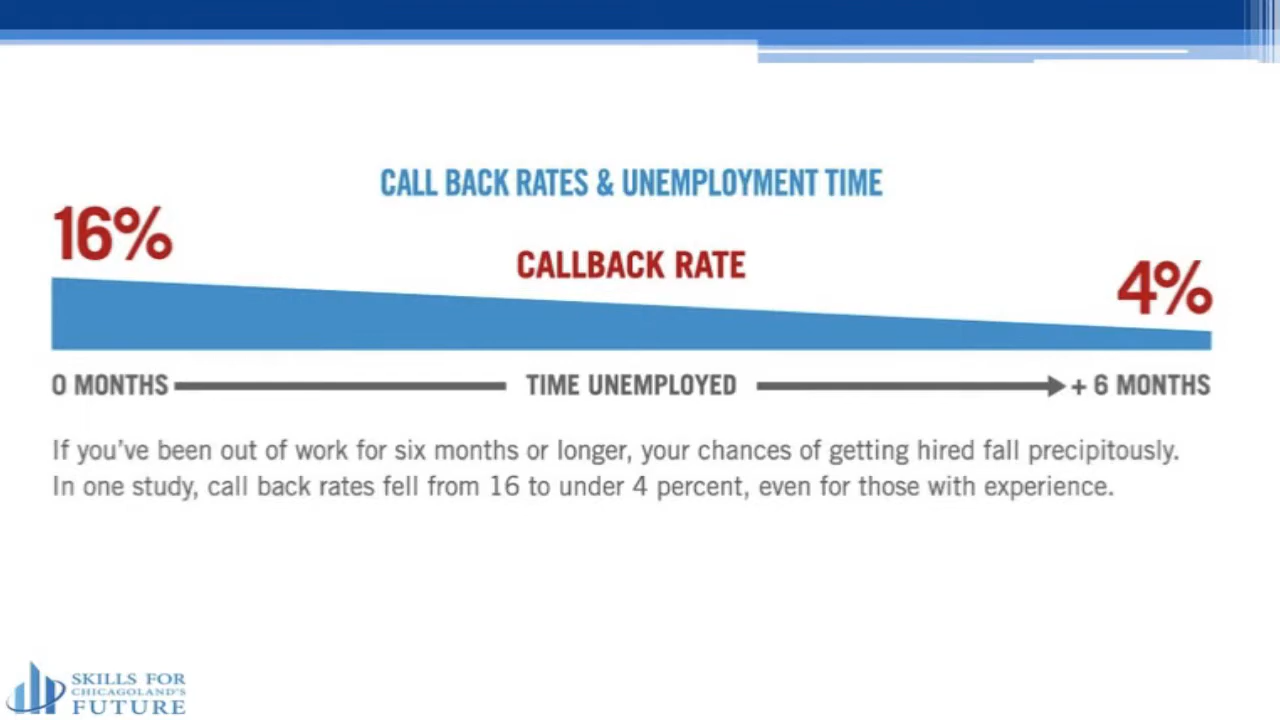 CALL BACK RATES & UNEMPLOYMENT TIME
16%
CALLBACK RATE
4%
0 MONTHS TIME UNEMPLOYED + 6 MONTHS
If you've been out of work for six months or longer, your chances of getting hired fall precipitously.
In one study, call back rates fell from 16 to under 4 percent, even for those with experience.
SKILLS FOR
CHICAGOLAND'S
FUTURE